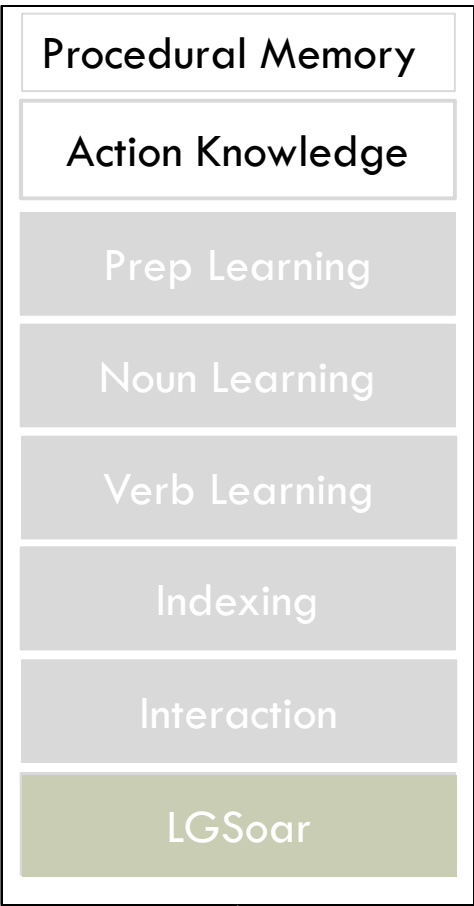 Procedural Memory
Action Knowledge
Prep Learning
Noun Learning
Verb Learning
Indexing
Interaction
LGSoar